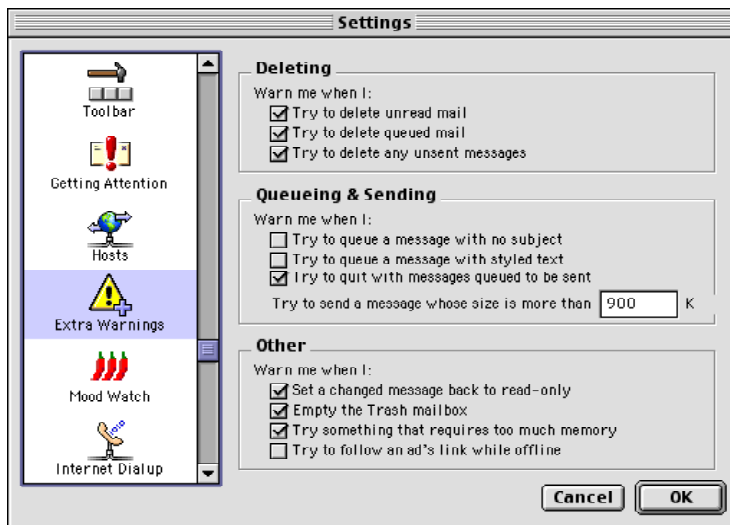 Settings
Toolbar
Getting Attention
Hosts
Extra Warnings
Mood Watch
Internet Dialup
Deleting
Warn me when I:
Try to delete unread mail
Try to delete queued mail
Try to delete any unsent messages
Queueing & Sending
Warn me when I:
Try to queue a message with no subject
Try to queue a message with styled text
Try to quit with messages queued to be sent
Try to send a message whose size is more than 900 K
Other
Warn me when I:
Set a changed message back to read-only
Empty the Trash mailbox
Try something that requires too much memory
Try to follow an ad's link while offline
Cancel OK